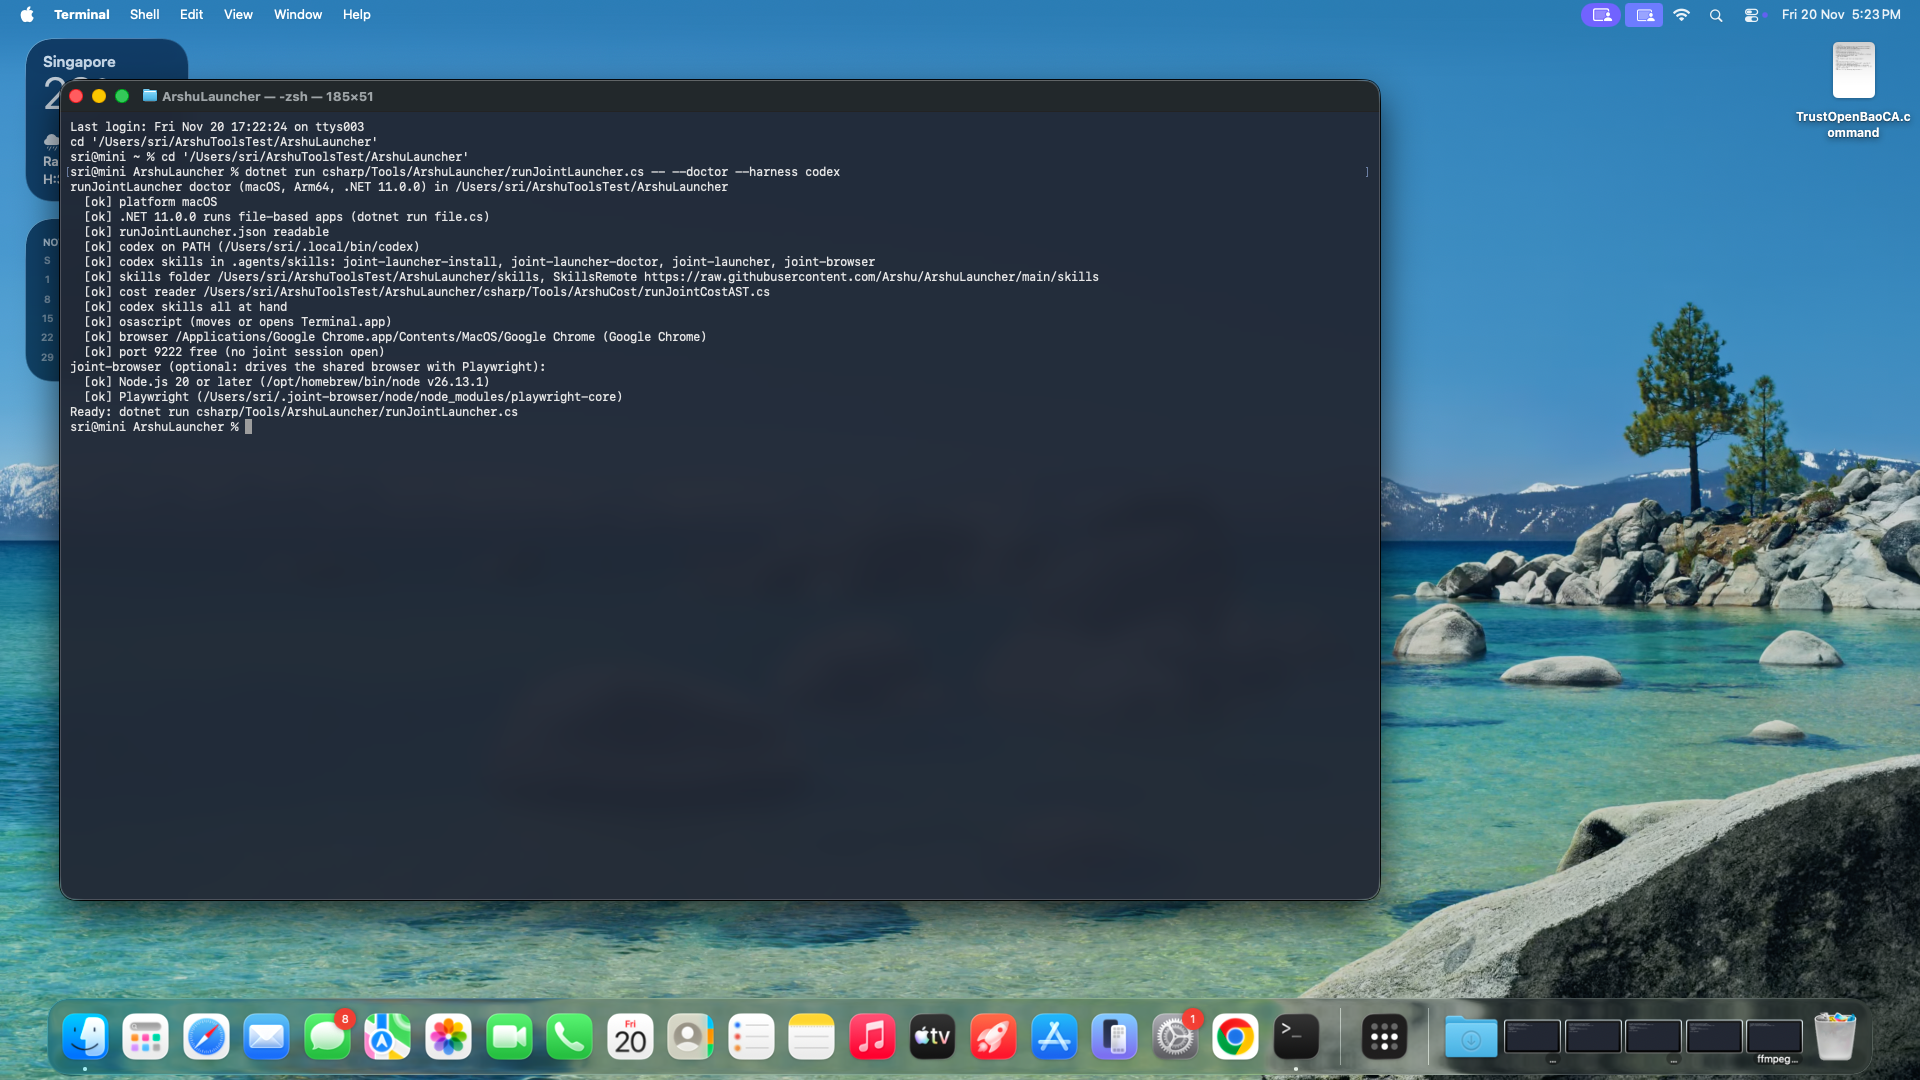 Terminal Shell Edit View Window Help
Fri 20 Nov 5:23 PM
Singapore
ArshuLauncher — -zsh — 185×51
Last login: Fri Nov 20 17:22:24 on ttys003
cd '/Users/sri/ArshuToolsTest/ArshuLauncher'
sri@mini ~ % cd '/Users/sri/ArshuToolsTest/ArshuLauncher'
[sri@mini ArshuLauncher % dotnet run csharp/Tools/ArshuLauncher/runJointLauncher.cs -- --doctor --harness codex ]
runJointLauncher doctor (macOS, Arm64, .NET 11.0.0) in /Users/sri/ArshuToolsTest/ArshuLauncher
[ok] platform macOS
[ok] .NET 11.0.0 runs file-based apps (dotnet run file.cs)
[ok] runJointLauncher.json readable
[ok] codex on PATH (/Users/sri/.local/bin/codex)
[ok] codex skills in .agents/skills: joint-launcher-install, joint-launcher-doctor, joint-launcher, joint-browser
[ok] skills folder /Users/sri/ArshuToolsTest/ArshuLauncher/skills, SkillsRemote https://raw.githubusercontent.com/Arshu/ArshuLauncher/main/skills
[ok] cost reader /Users/sri/ArshuToolsTest/ArshuLauncher/csharp/Tools/ArshuCost/runJointCostAST.cs
[ok] codex skills all at hand
[ok] osascript (moves or opens Terminal.app)
[ok] browser /Applications/Google Chrome.app/Contents/MacOS/Google Chrome (Google Chrome)
[ok] port 9222 free (no joint session open)
joint-browser (optional: drives the shared browser with Playwright):
[ok] Node.js 20 or later (/opt/homebrew/bin/node v26.13.1)
[ok] Playwright (/Users/sri/.joint-browser/node/node_modules/playwright-core)
Ready: dotnet run csharp/Tools/ArshuLauncher/runJointLauncher.cs
sri@mini ArshuLauncher %
H:
S
1
8
15
22
29
TrustOpenBaoCA.c
ommand
8
Fri
20
tv
1
>_
... ... ... ffmpeg...